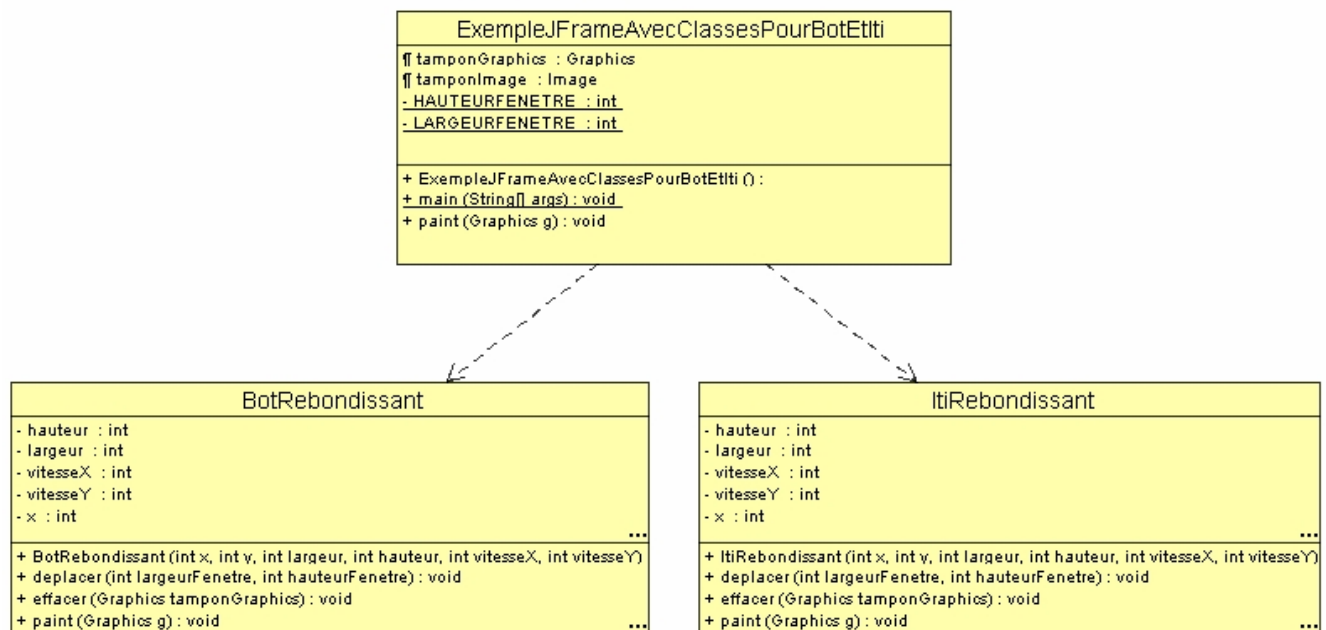 ExempleJFrameAvecClassesPourBotEtIti
¶ tamponGraphics : Graphics
¶ tamponImage : Image
- HAUTEURFENETRE : int
- LARGEURFENETRE : int
+ ExempleJFrameAvecClassesPourBotEtIti () :
+ main (String[] args) : void
+ paint (Graphics g) : void
BotRebondissant
- hauteur : int
- largeur : int
- vitesseX : int
- vitesseY : int
- x : int
...
+ BotRebondissant (int x, int y, int largeur, int hauteur, int vitesseX, int vitesseY)
+ deplacer (int largeurFenetre, int hauteurFenetre) : void
+ effacer (Graphics tamponGraphics) : void
+ paint (Graphics g) : void ...
ItiRebondissant
- hauteur : int
- largeur : int
- vitesseX : int
- vitesseY : int
- x : int
...
+ ItiRebondissant (int x, int y, int largeur, int hauteur, int vitesseX, int vitesseY)
+ deplacer (int largeurFenetre, int hauteurFenetre) : void
+ effacer (Graphics tamponGraphics) : void
+ paint (Graphics g) : void ...